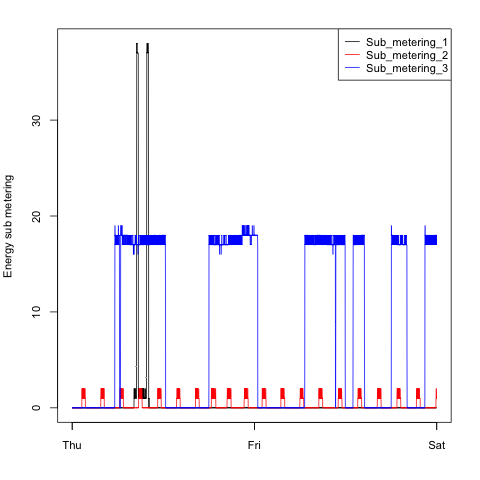 Sub_metering_1
Sub_metering_2
Sub_metering_3
Energy sub metering
30
20
10
0
Thu Fri Sat